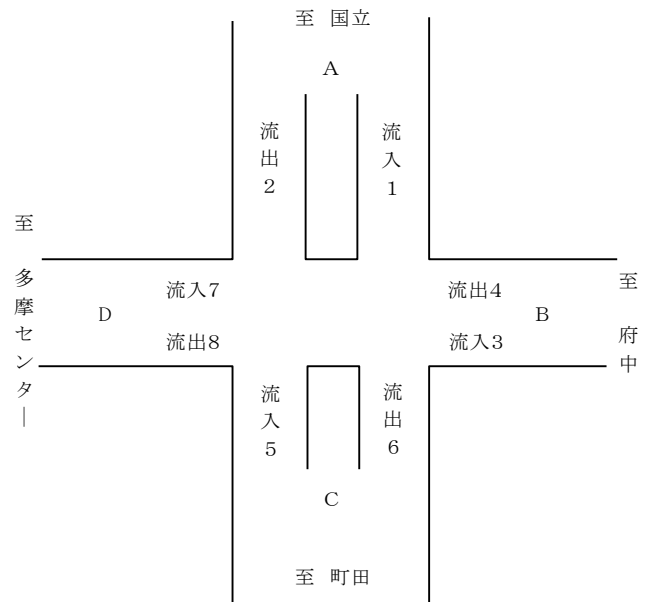 至 国立
A
流出2
流入1
至 多摩センター
流入7
流出4
至 府中
D
B
流出8
流入3
流入5
流出6
C
至 町田